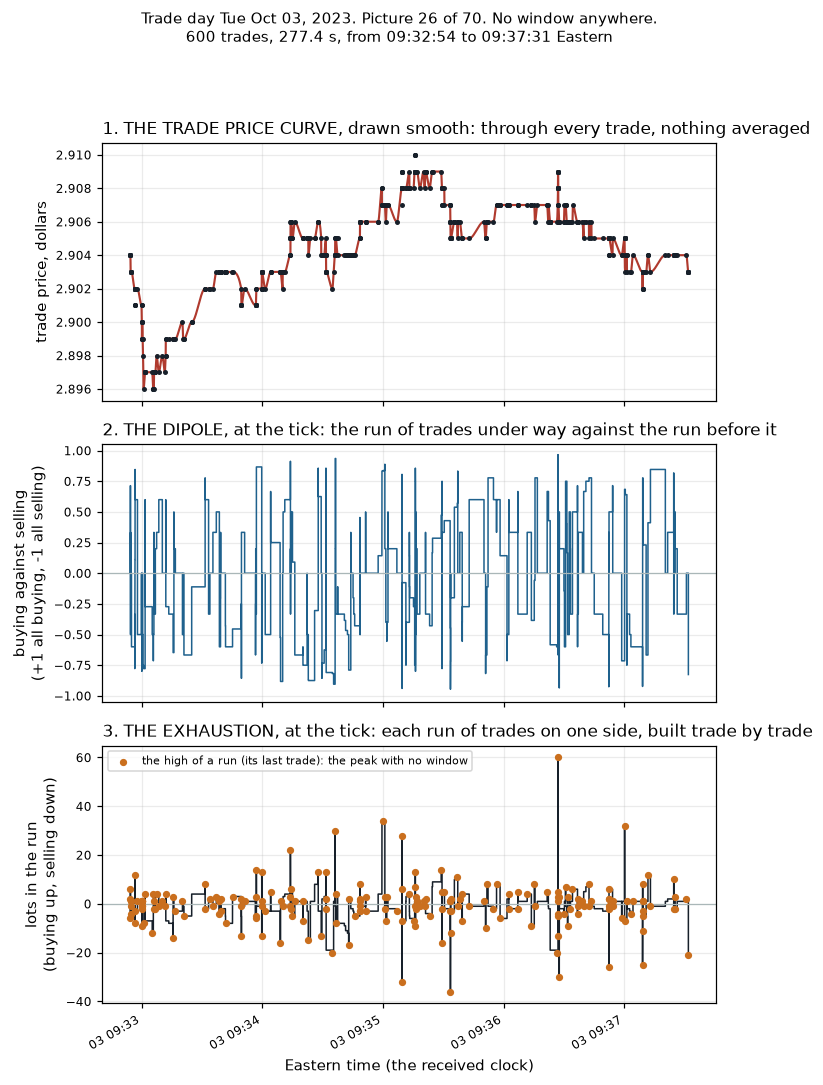 Trade day Tue Oct 03, 2023. Picture 26 of 70. No window anywhere.
600 trades, 277.4 s, from 09:32:54 to 09:37:31 Eastern
1. THE TRADE PRICE CURVE, drawn smooth: through every trade, nothing averaged
trade price, dollars
2.910
2.908
2.906
2.904
2.902
2.900
2.898
2.896
2. THE DIPOLE, at the tick: the run of trades under way against the run before it
buying against selling
(+1 all buying, -1 all selling)
1.00
0.75
0.50
0.25
0.00
−0.25
−0.50
−0.75
−1.00
3. THE EXHAUSTION, at the tick: each run of trades on one side, built trade by trade
the high of a run (its last trade): the peak with no window
lots in the run
(buying up, selling down)
60
40
20
0
−20
−40
03 09:33
03 09:34
03 09:35
03 09:36
03 09:37
Eastern time (the received clock)